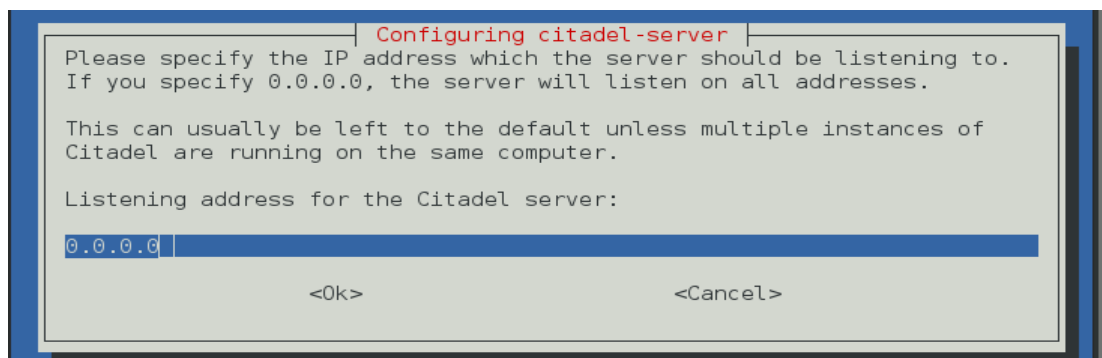 Configuring citadel-server
Please specify the IP address which the server should be listening to.
If you specify 0.0.0.0, the server will listen on all addresses.
This can usually be left to the default unless multiple instances of
Citadel are running on the same computer.
Listening address for the Citadel server:
0.0.0.0
<Ok> <Cancel>